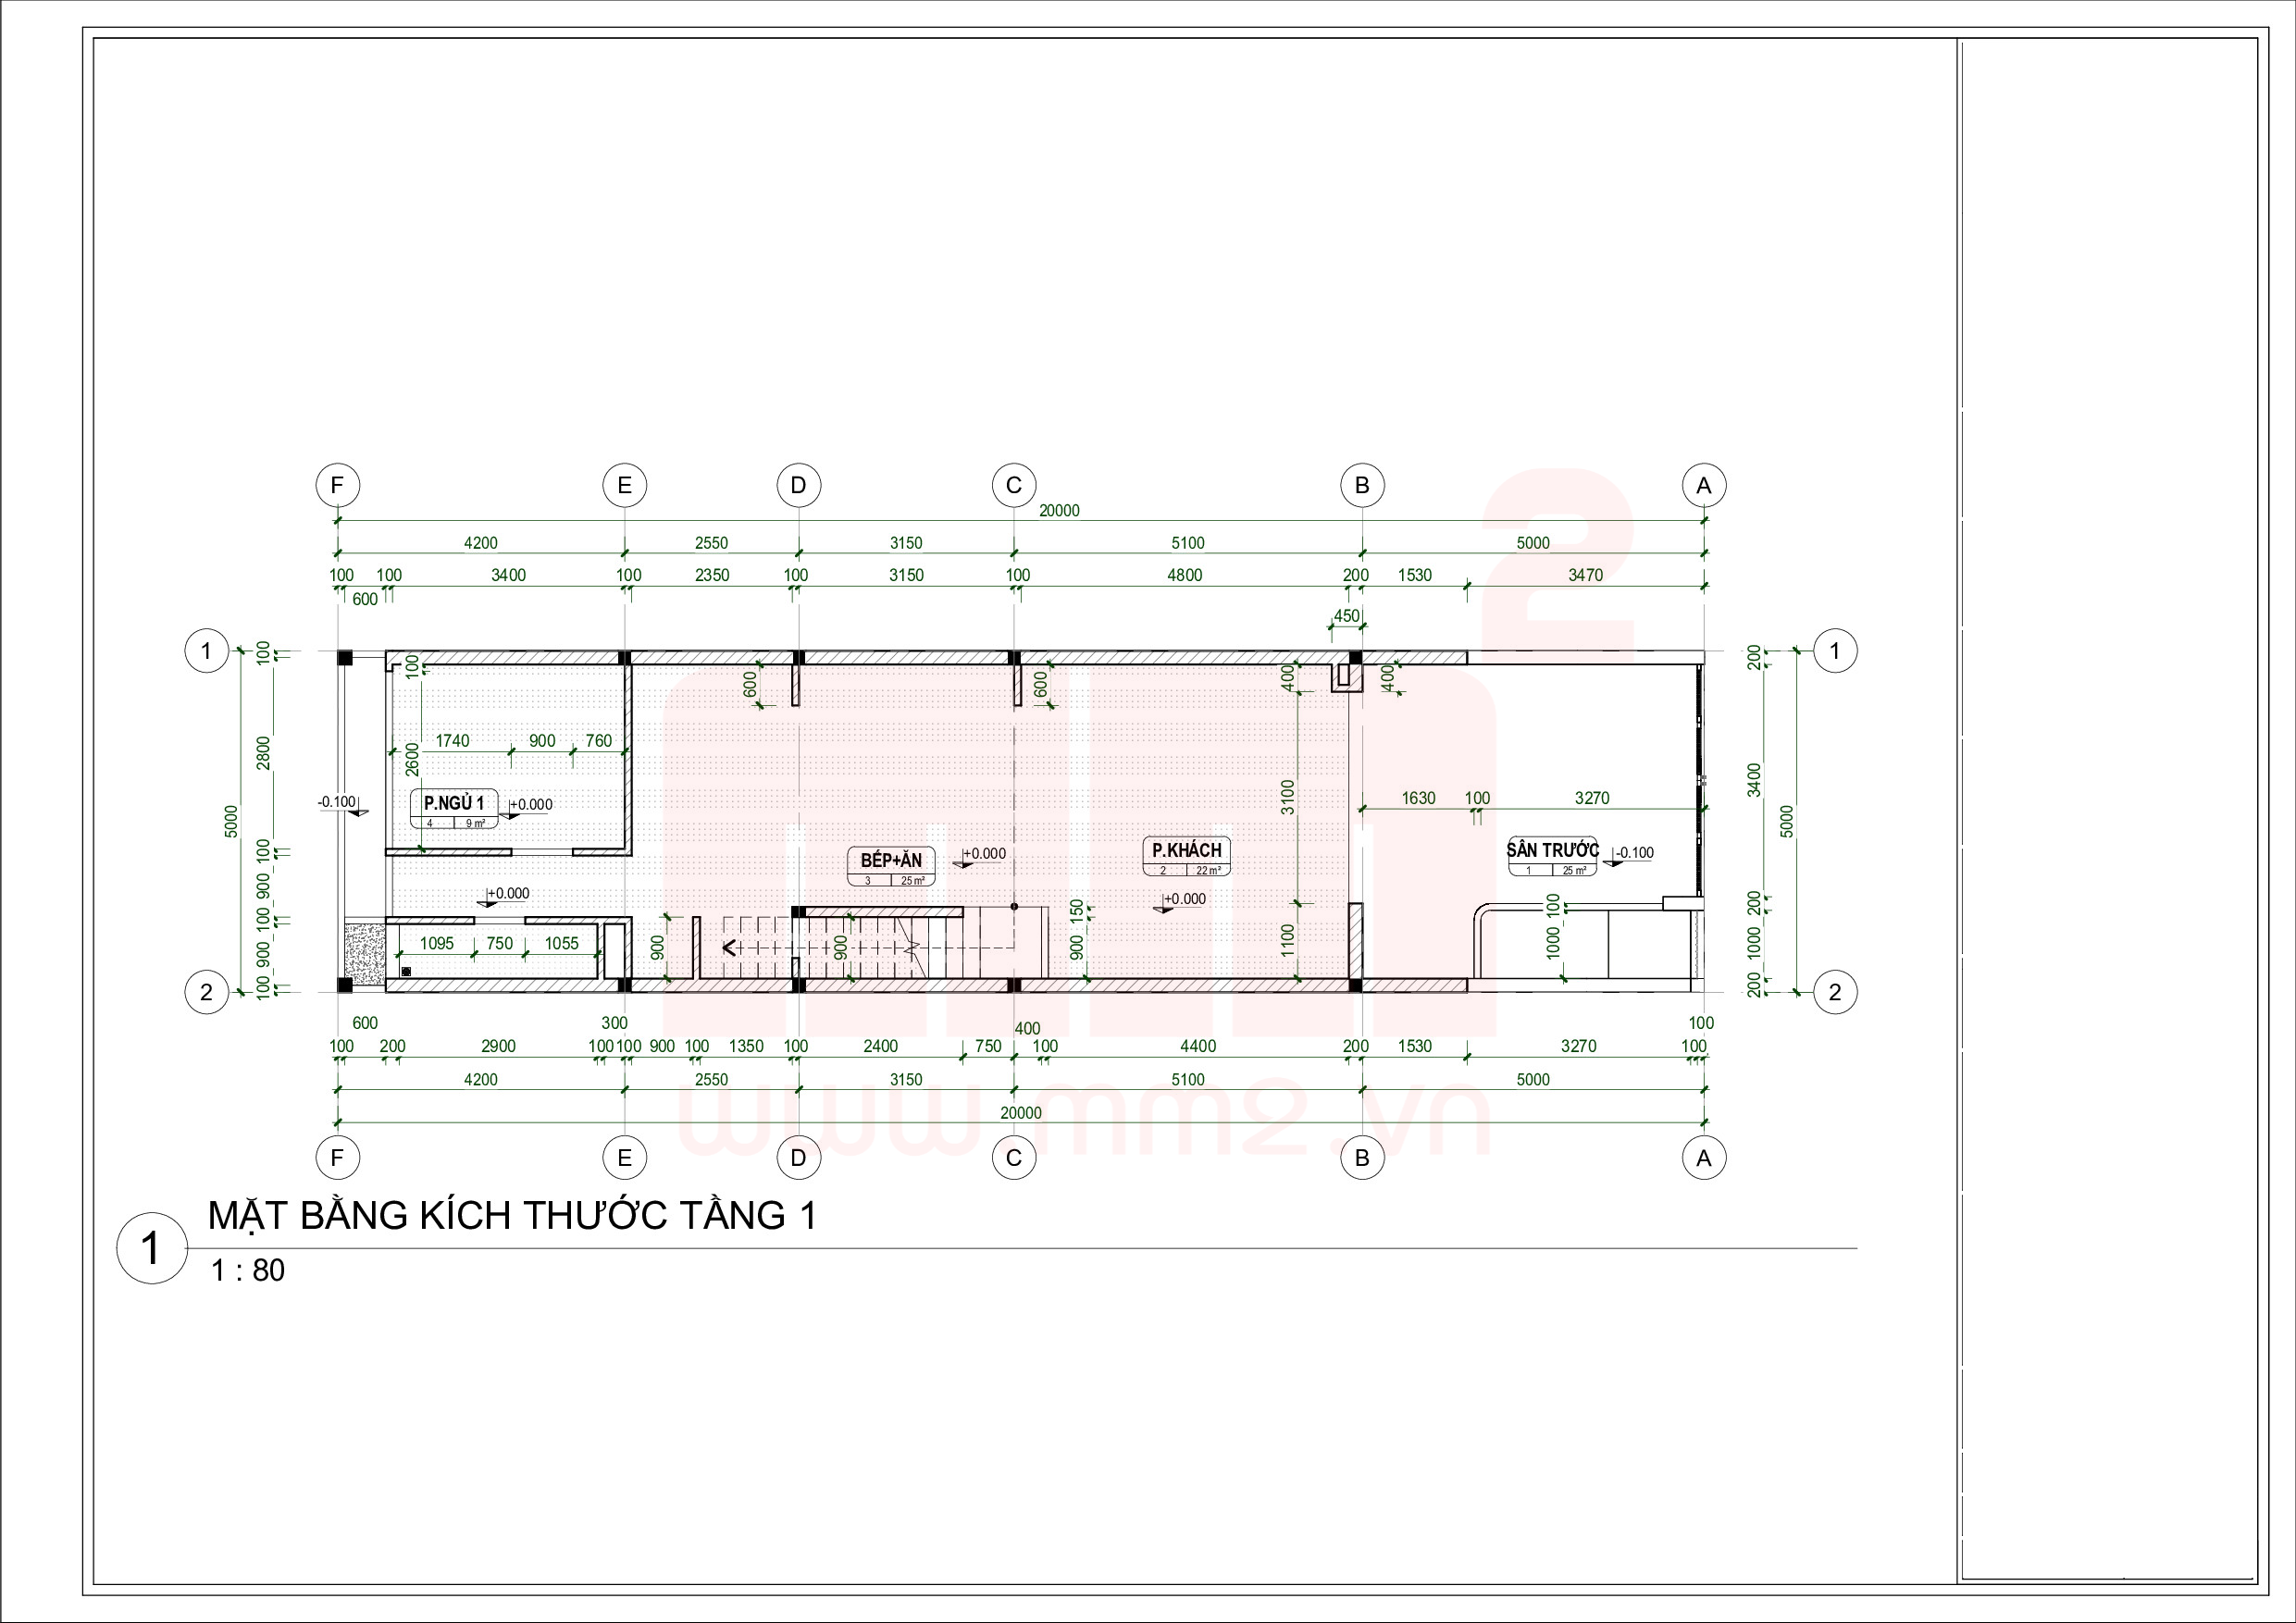 F E D C B A
20000
4200 2550 3150 5100 5000
100 100 3400 100 2350 100 3150 100 4800 200 1530 3470
600
450
1 1
100 100 600 600 400 400 200
1740 900 760
2600
2800
3400
-0.100
P.NGỦ 1 +0.000
4 9 m²
3100
1630 100 3270
5000 5000
BẾP+ĂN +0.000
3 25 m²
P.KHÁCH
2 22 m²
+0.000
SÂN TRƯỚC -0.100
1 25 m²
100
900
+0.000
100
150
100
200
1095 750 1055
900
900
900
900
1100
1000
1000
100
200
2 2
600 300 400 100
100 200 2900 100 100 900 100 1350 100 2400 750 100 4400 200 1530 3270 100
4200 2550 3150 5100 5000
20000
www.mm2.vn
F E D C B A
MẶT BẰNG KÍCH THƯỚC TẦNG 1
1
1 : 80